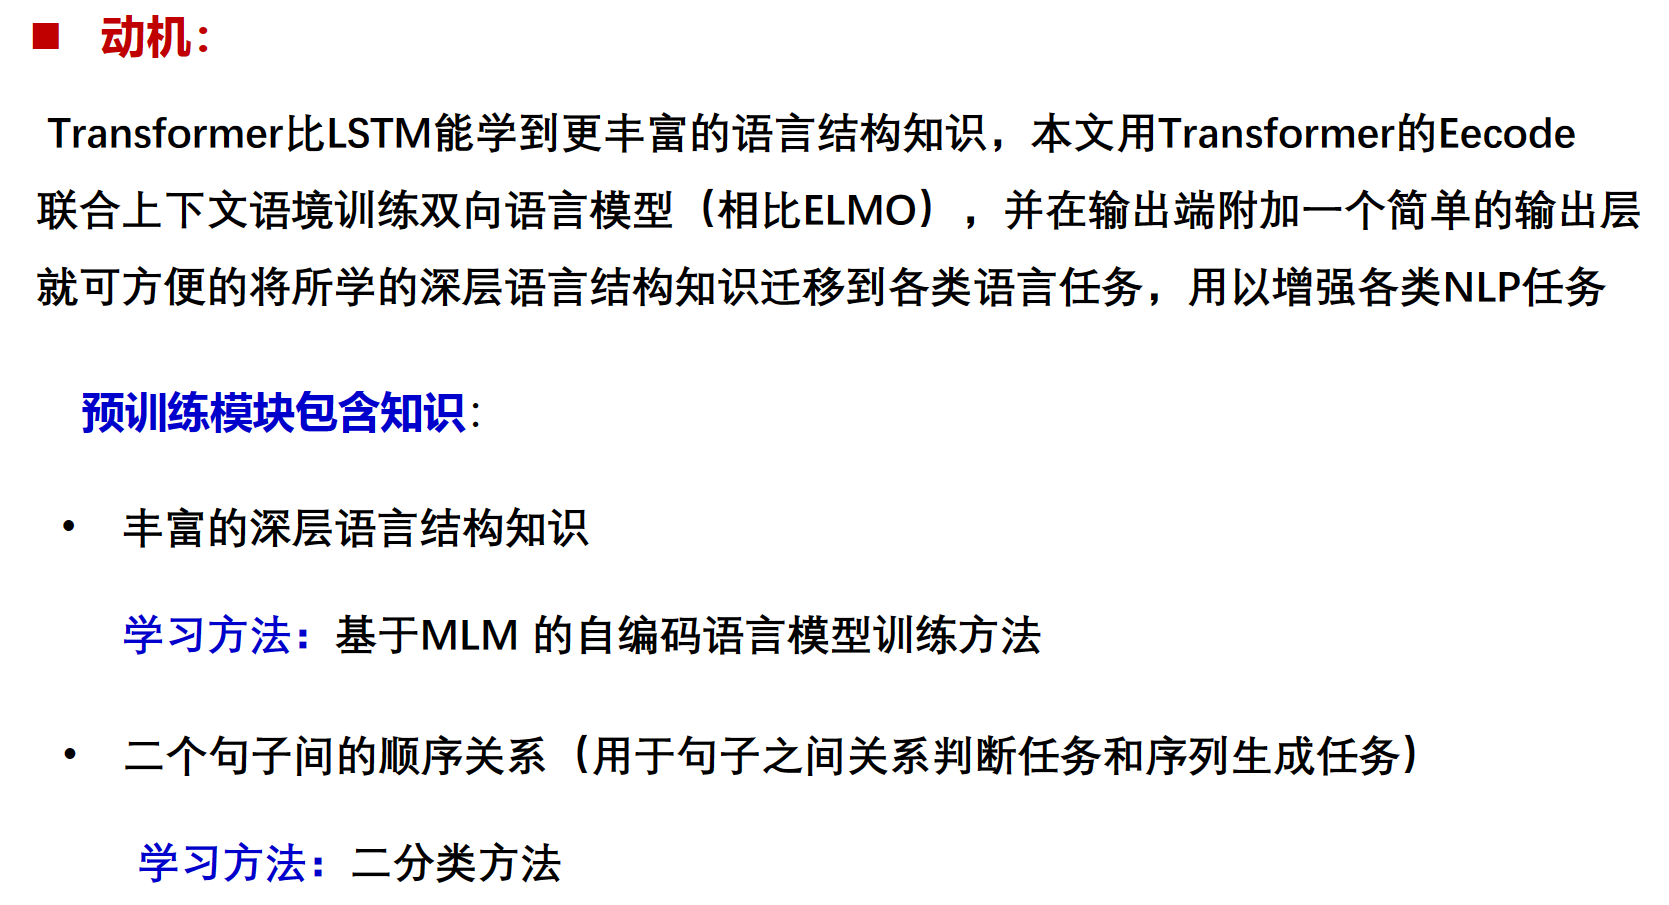 动机：
Transformer比LSTM能学到更丰富的语言结构知识，本文用Transformer的Eecode
联合上下文语境训练双向语言模型（相比ELMO），并在输出端附加一个简单的输出层
就可方便的将所学的深层语言结构知识迁移到各类语言任务，用以增强各类NLP任务
预训练模块包含知识：
• 丰富的深层语言结构知识
学习方法：基于MLM 的自编码语言模型训练方法
• 二个句子间的顺序关系（用于句子之间关系判断任务和序列生成任务）
学习方法：二分类方法